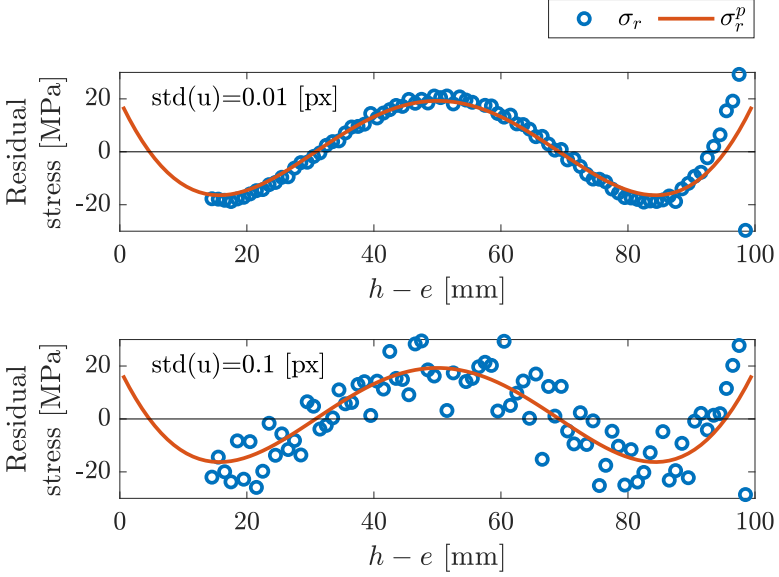 σ_r σ_r^p
std(u)=0.01 [px]
Residual
stress [MPa]
20
0
-20
0 20 40 60 80 100
h − e [mm]
std(u)=0.1 [px]
Residual
stress [MPa]
20
0
-20
0 20 40 60 80 100
h − e [mm]